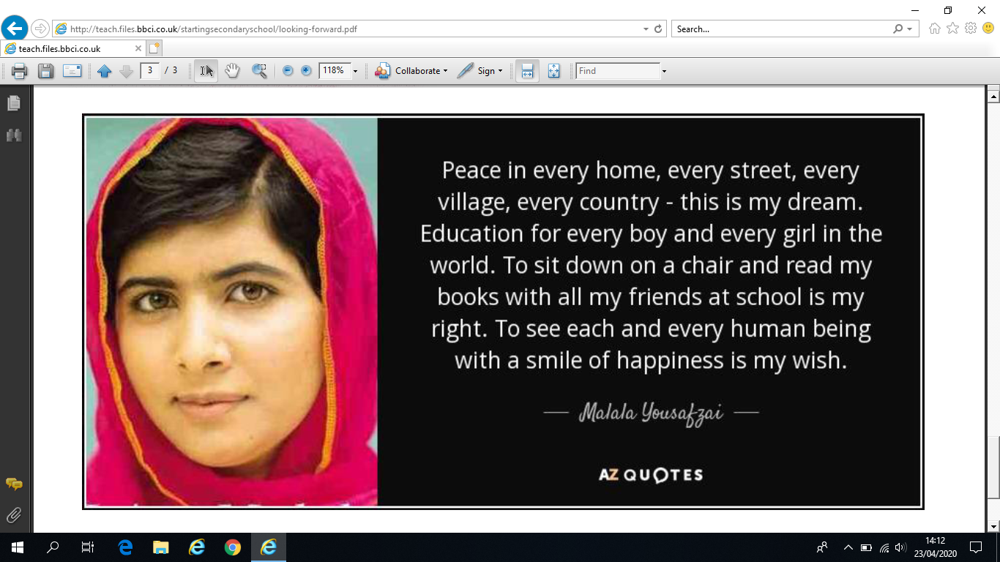 http://teach.files.bbci.co.uk/startingsecondaryschool/looking-forward.pdf
Search...
teach.files.bbci.co.uk
3 / 3
118%
Collaborate
Sign
Find
Peace in every home, every street, every
village, every country - this is my dream.
Education for every boy and every girl in the
world. To sit down on a chair and read my
books with all my friends at school is my
right. To see each and every human being
with a smile of happiness is my wish.
Malala Yousafzai
AZ QUOTES
14:12
23/04/2020